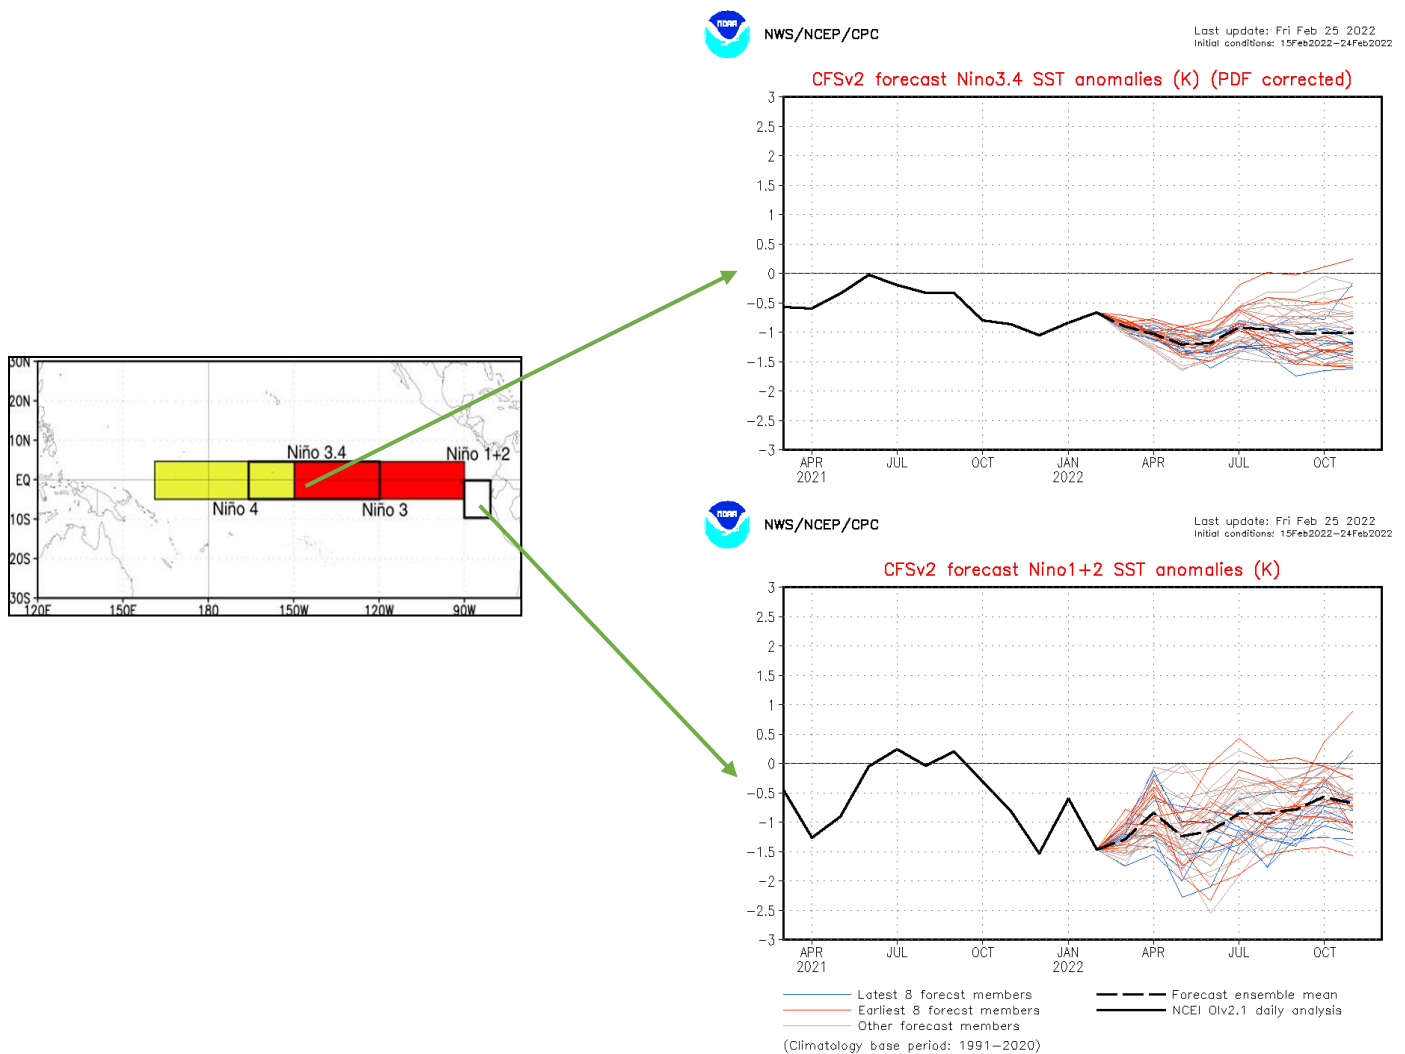 30N
20N
10N
EQ
10S
20S
30S
120E
150E
180
150W
120W
90W
Niño 3.4
Niño 1+2
Niño 4
Niño 3
NOAA
NWS/NCEP/CPC
Last update: Fri Feb 25 2022
Initial conditions: 15Feb2022−24Feb2022
CFSv2 forecast Nino3.4 SST anomalies (K) (PDF corrected)
3
2.5
2
1.5
1
0.5
0
−0.5
−1
−1.5
−2
−2.5
−3
APR
2021
JUL
OCT
JAN
2022
APR
JUL
OCT
NOAA
NWS/NCEP/CPC
Last update: Fri Feb 25 2022
Initial conditions: 15Feb2022−24Feb2022
CFSv2 forecast Nino1+2 SST anomalies (K)
3
2.5
2
1.5
1
0.5
0
−0.5
−1
−1.5
−2
−2.5
−3
APR
2021
JUL
OCT
JAN
2022
APR
JUL
OCT
Latest 8 forecst members
Earliest 8 forecst members
Other forecast members
(Climatology base period: 1991−2020)
Forecast ensemble mean
NCEI OIv2.1 daily analysis